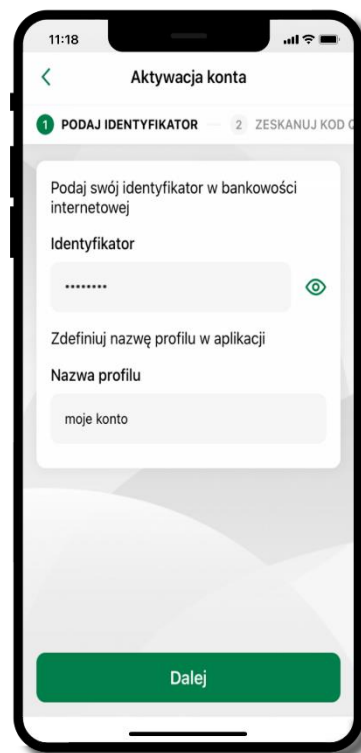 11:18
Aktywacja konta
1 PODAJ IDENTYFIKATOR 2 ZESKANUJ KOD
Podaj swój identyfikator w bankowości
internetowej
Identyfikator
••••••••
Zdefiniuj nazwę profilu w aplikacji
Nazwa profilu
moje konto
Dalej